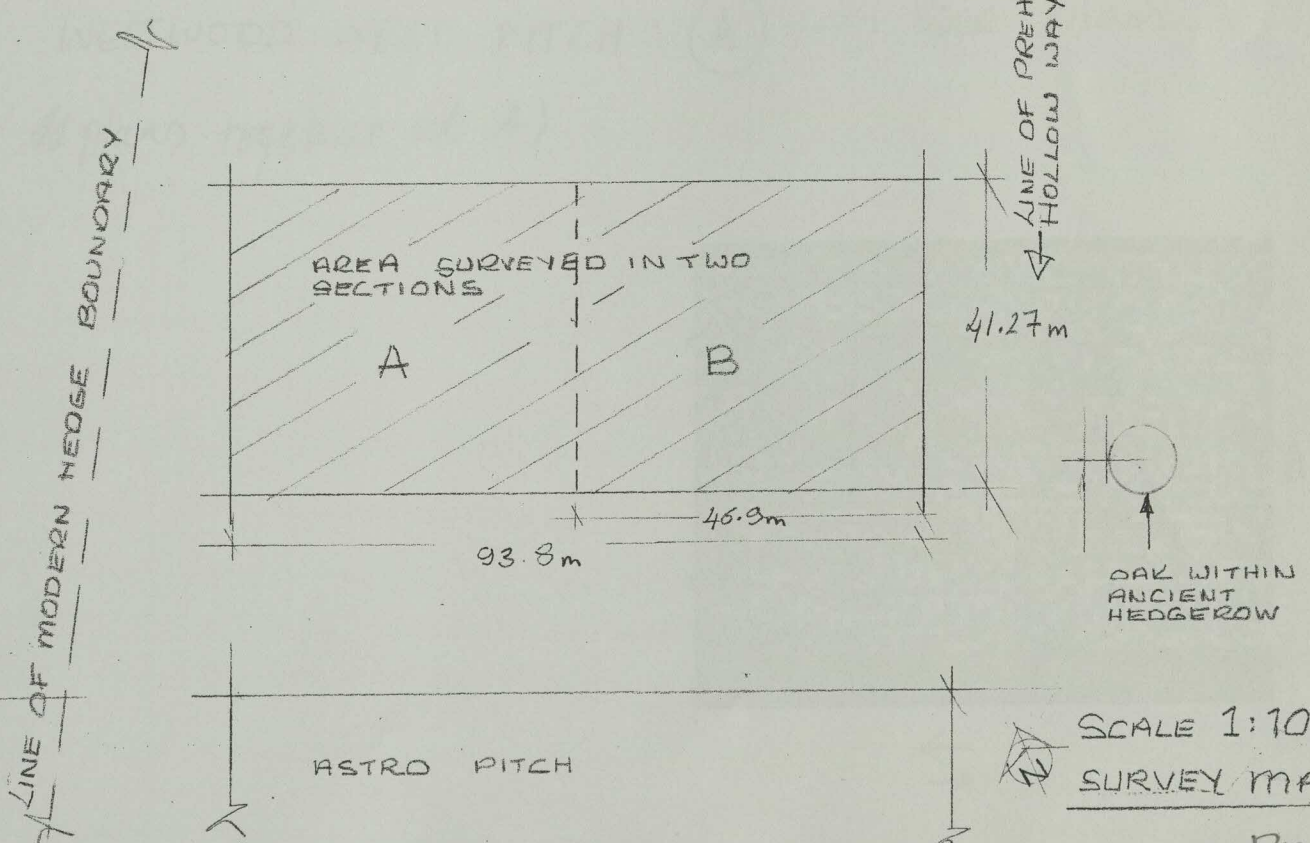 LINE OF PREH
HOLLOW WAY
LINE OF MODERN HEDGE BOUNDARY
AREA SURVEYED IN TWO
SECTIONS
A
B
41.27m
46.9m
93.8m
OAK WITHIN
ANCIENT
HEDGEROW
ASTRO PITCH
N
SCALE 1:10
SURVEY MA